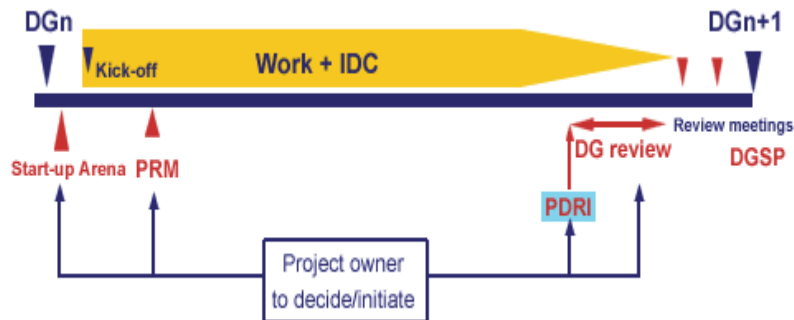 DGn
DGn+1
Kick-off
Work + IDC
Start-up Arena
PRM
DG review
Review meetings
DGSP
PDRI
Project owner
to decide/initiate